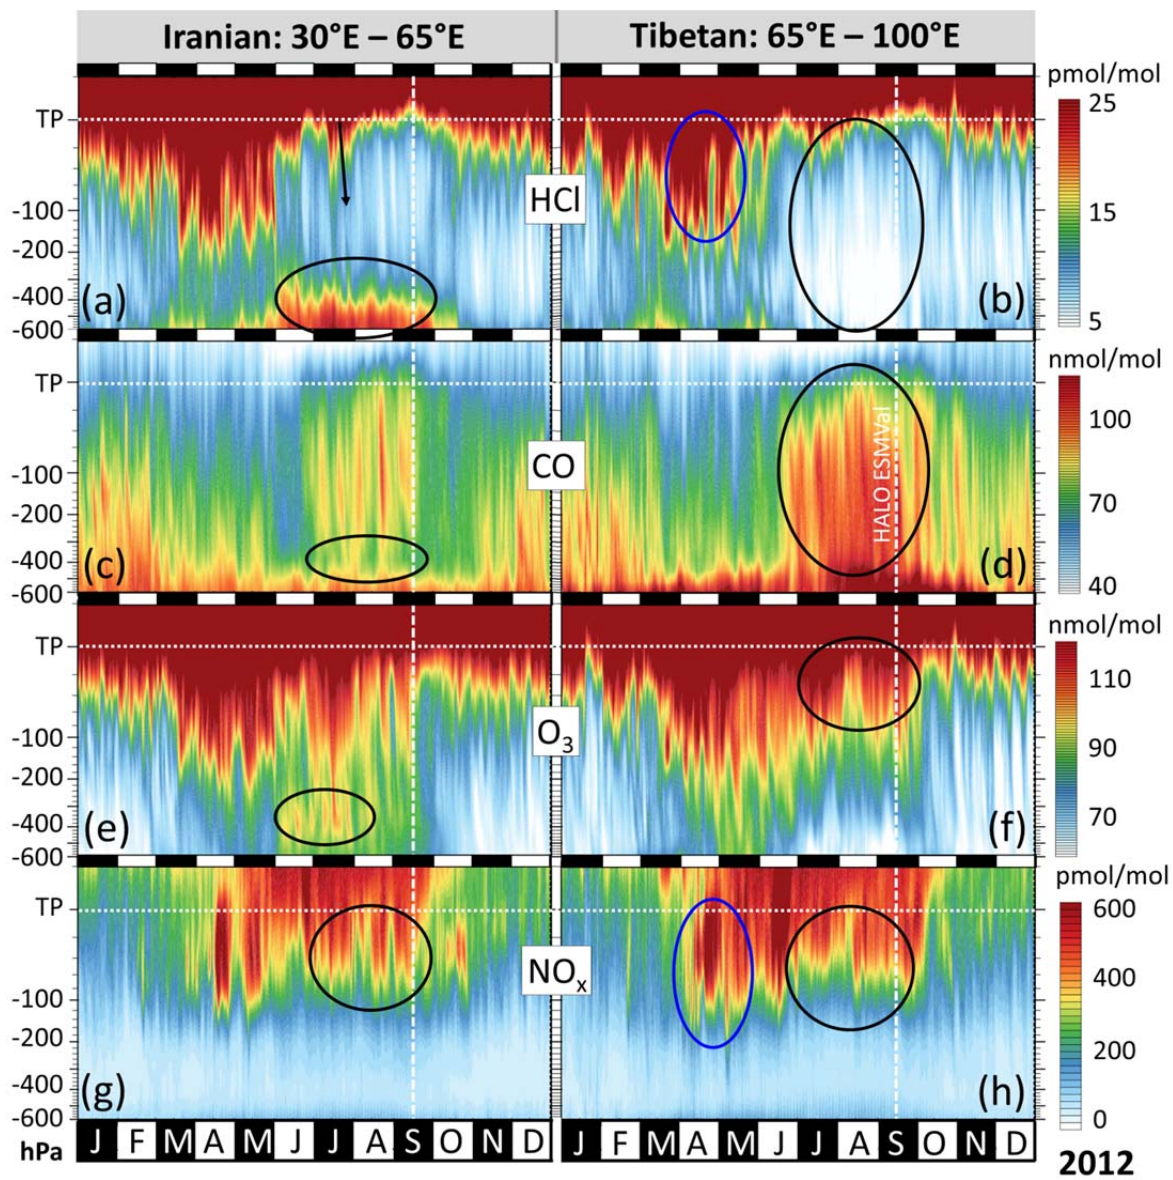 Iranian: 30°E – 65°E
Tibetan: 65°E – 100°E
TP
-100
-200
-400
-600
(a)
HCl
(b)
pmol/mol
25
15
5
TP
-100
-200
-400
-600
(c)
CO
HALO ESMVal
(d)
nmol/mol
100
70
40
TP
-100
-200
-400
-600
(e)
O₃
(f)
nmol/mol
110
90
70
TP
-100
-200
-400
-600
(g)
NOₓ
(h)
pmol/mol
600
400
200
0
hPa
J F M A M J J A S O N D
J F M A M J J A S O N D
2012